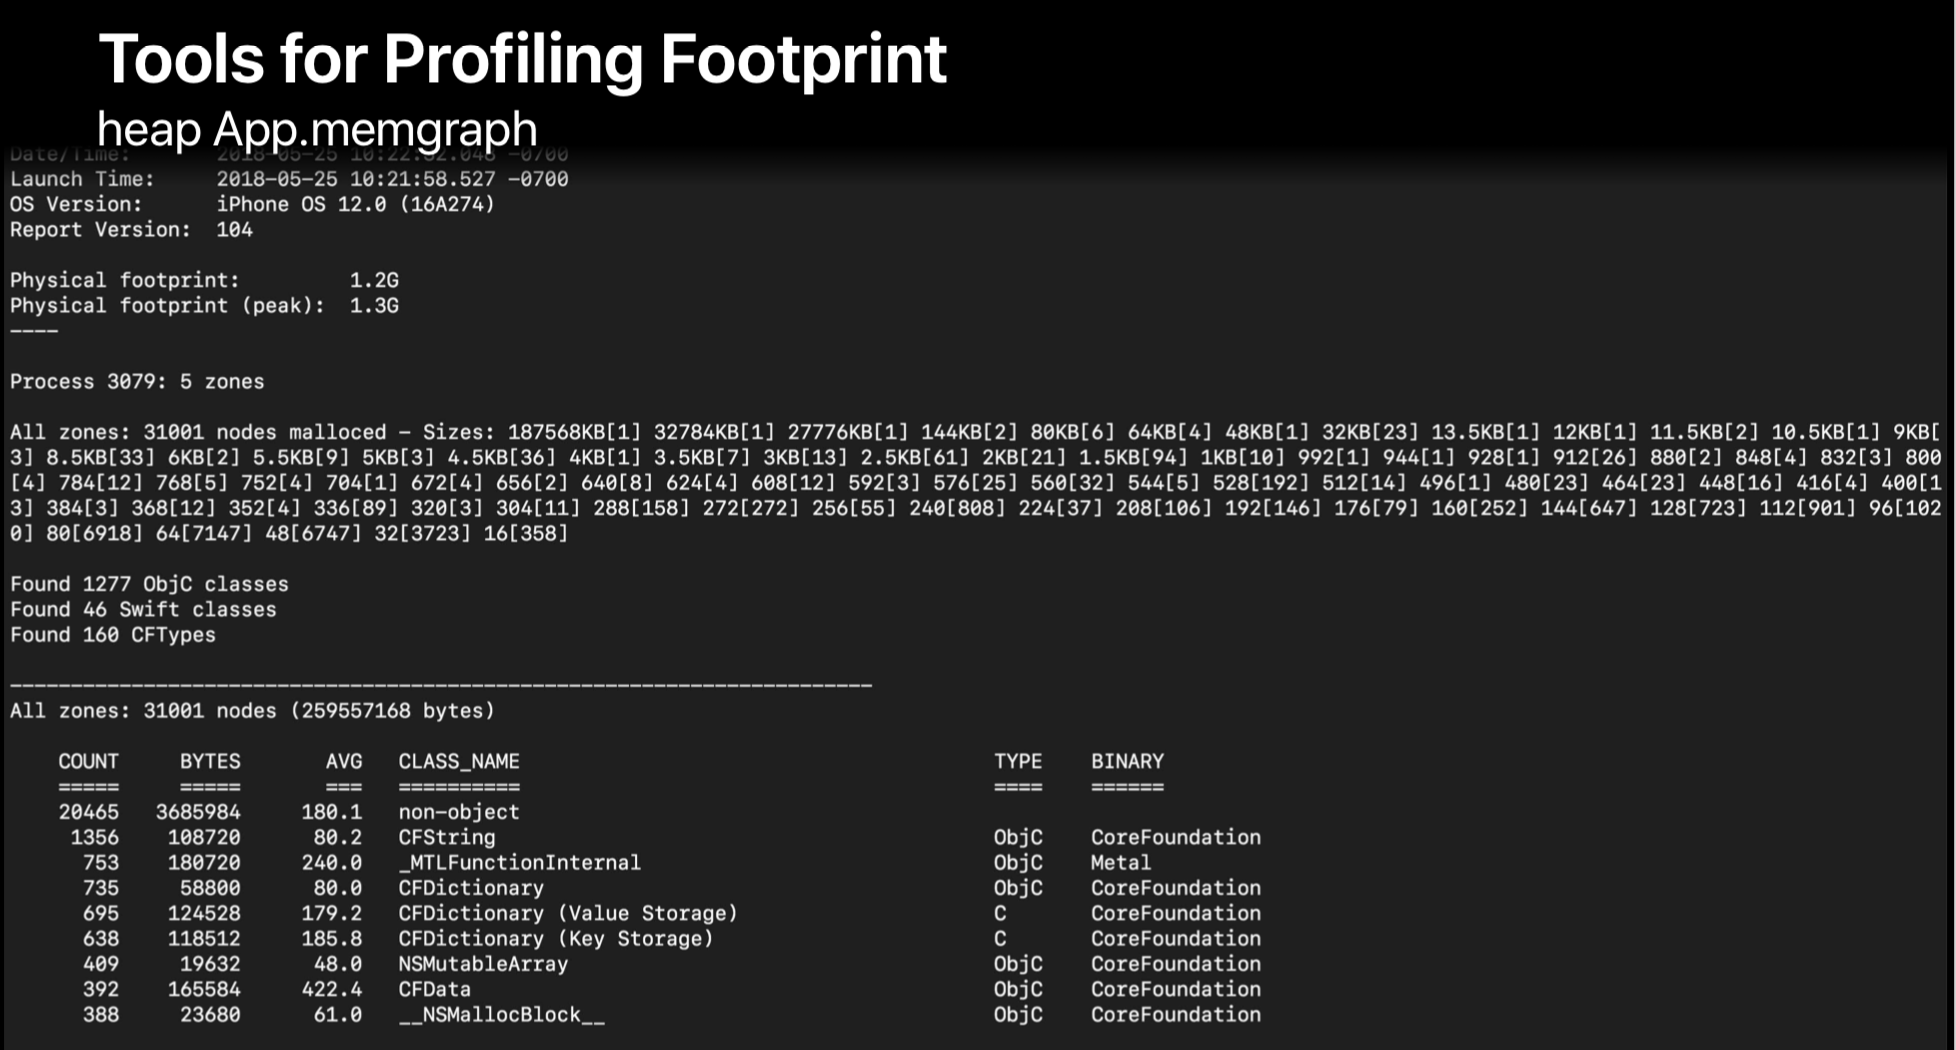 Tools for Profiling Footprint
heap App.memgraph
Date/Time:       2018-05-25 10:22:52.048 -0700
Launch Time:     2018-05-25 10:21:58.527 -0700
OS Version:      iPhone OS 12.0 (16A274)
Report Version:  104
Physical footprint:         1.2G
Physical footprint (peak):  1.3G
----
Process 3079: 5 zones
All zones: 31001 nodes malloced - Sizes: 187568KB[1] 32784KB[1] 27776KB[1] 144KB[2] 80KB[6] 64KB[4] 48KB[1] 32KB[23] 13.5KB[1] 12KB[1] 11.5KB[2] 10.5KB[1] 9KB[
3] 8.5KB[33] 6KB[2] 5.5KB[9] 5KB[3] 4.5KB[36] 4KB[1] 3.5KB[7] 3KB[13] 2.5KB[61] 2KB[21] 1.5KB[94] 1KB[10] 992[1] 944[1] 928[1] 912[26] 880[2] 848[4] 832[3] 800
[4] 784[12] 768[5] 752[4] 704[1] 672[4] 656[2] 640[8] 624[4] 608[12] 592[3] 576[25] 560[32] 544[5] 528[192] 512[14] 496[1] 480[23] 464[23] 448[16] 416[4] 400[1
3] 384[3] 368[12] 352[4] 336[89] 320[3] 304[11] 288[158] 272[272] 256[55] 240[808] 224[37] 208[106] 192[146] 176[79] 160[252] 144[647] 128[723] 112[901] 96[102
0] 80[6918] 64[7147] 48[6747] 32[3723] 16[358]
Found 1277 ObjC classes
Found 46 Swift classes
Found 160 CFTypes
-----------------------------------------------------------------------
All zones: 31001 nodes (259557168 bytes)
COUNT     BYTES       AVG   CLASS_NAME   TYPE    BINARY
=====     =====       ===   ==========   ====    ======
20465   3685984     180.1   non-object
1356    108720      80.2   CFString   ObjC    CoreFoundation
753    180720     240.0   _MTLFunctionInternal   ObjC    Metal
735     58800      80.0   CFDictionary   ObjC    CoreFoundation
695    124528     179.2   CFDictionary (Value Storage)   C       CoreFoundation
638    118512     185.8   CFDictionary (Key Storage)   C       CoreFoundation
409     19632      48.0   NSMutableArray   ObjC    CoreFoundation
392    165584     422.4   CFData   ObjC    CoreFoundation
388     23680      61.0   __NSMallocBlock__   ObjC    CoreFoundation